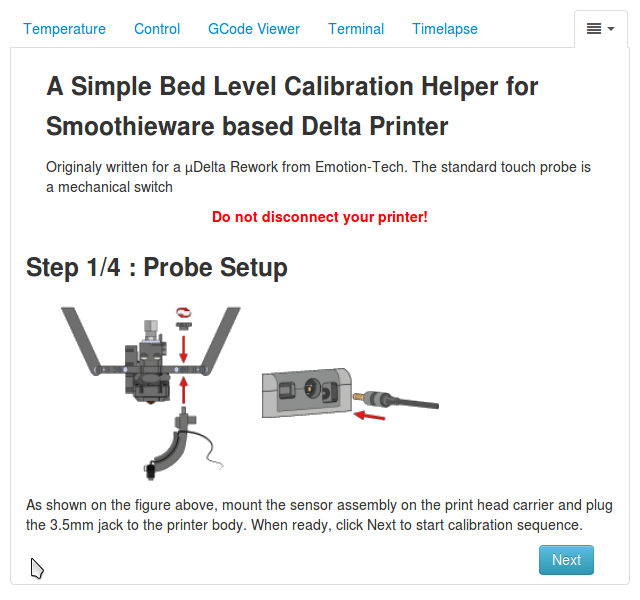 Temperature Control GCode Viewer Terminal Timelapse
A Simple Bed Level Calibration Helper for
Smoothieware based Delta Printer
Originaly written for a µDelta Rework from Emotion-Tech. The standard touch probe is
a mechanical switch
Do not disconnect your printer!
Step 1/4 : Probe Setup
As shown on the figure above, mount the sensor assembly on the print head carrier and plug
the 3.5mm jack to the printer body. When ready, click Next to start calibration sequence.
Next